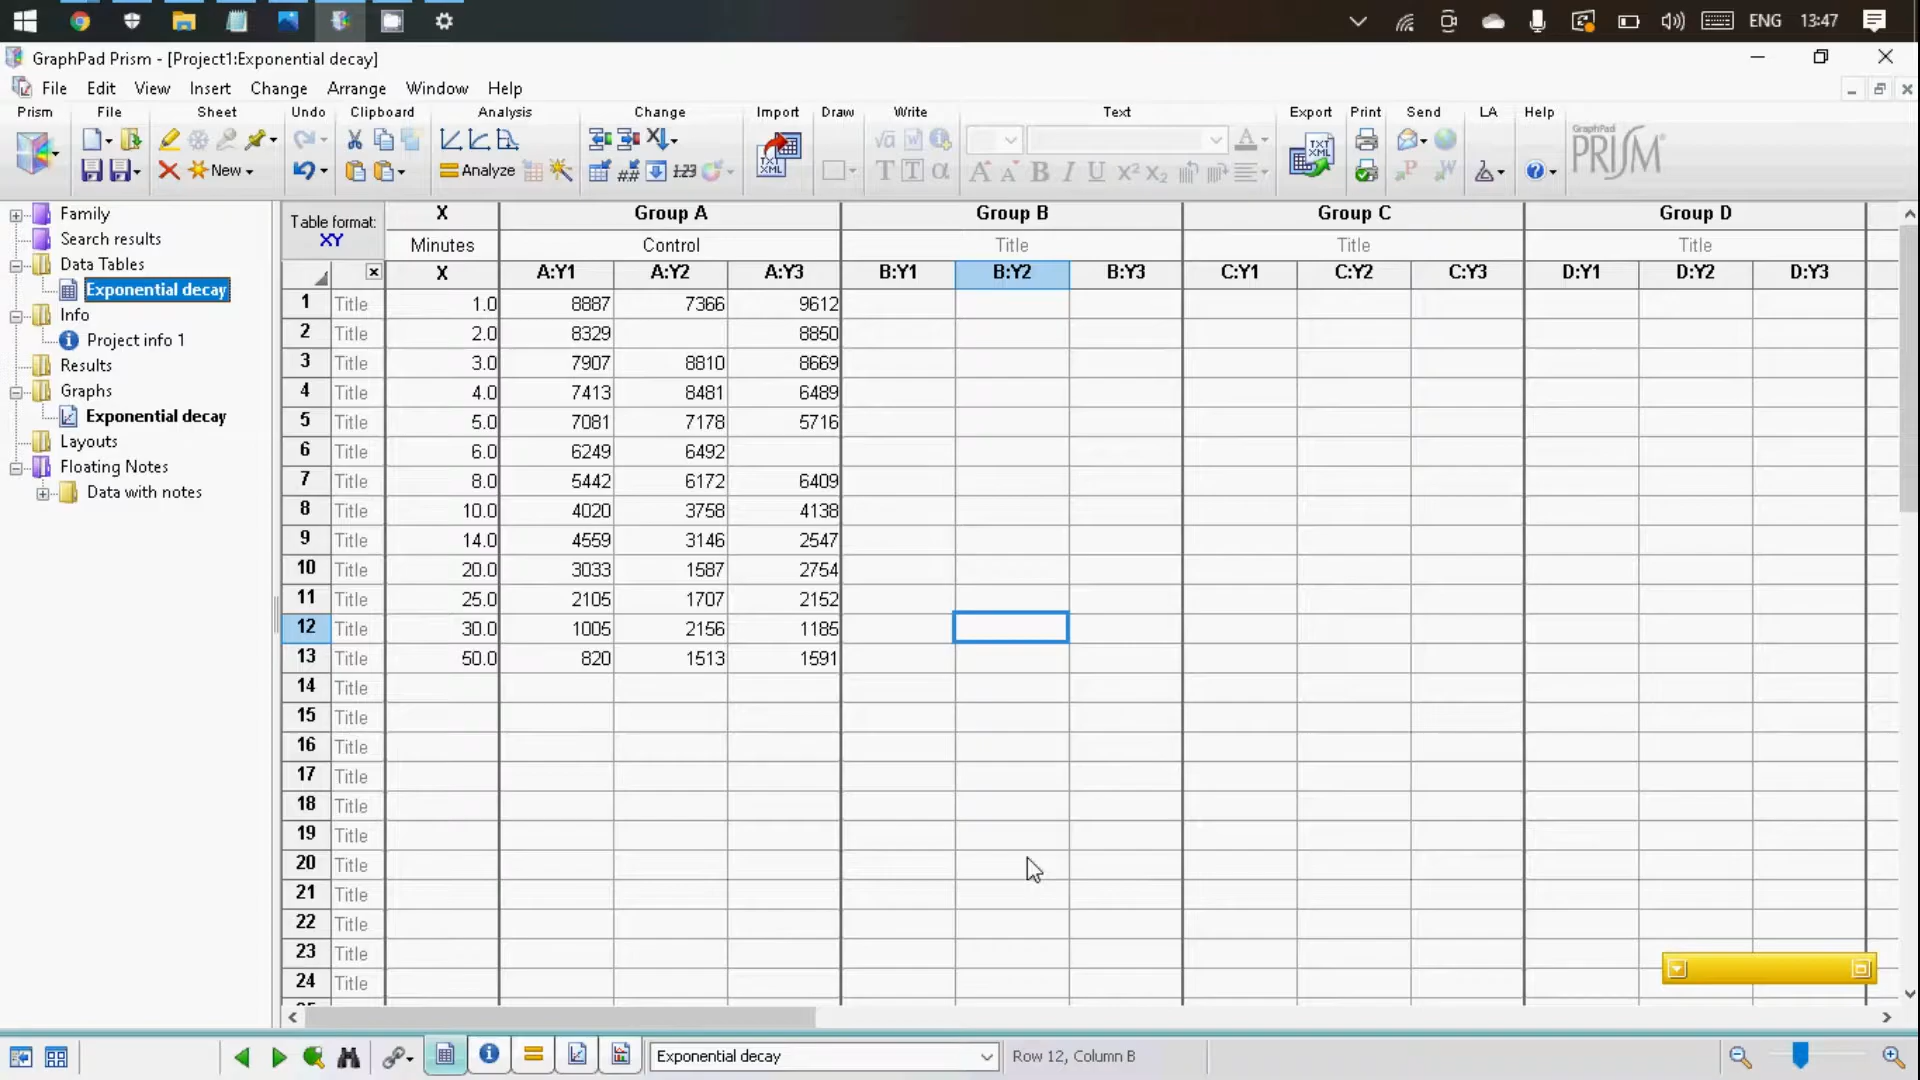 ENG 13:47
GraphPad Prism - [Project1:Exponential decay]
File Edit View Insert Change Arrange Window Help
Prism File Sheet Undo Clipboard Analysis Change Import Draw Write Text Export Print Send LA Help
New
Analyze
TXT
XML
TXT
XML
GraphPad
PRISM
Family
Search results
Data Tables
Exponential decay
Info
Project info 1
Results
Graphs
Exponential decay
Layouts
Floating Notes
Data with notes
Table format:
XY
X Group A Group B Group C Group D
Minutes Control Title Title Title
X A:Y1 A:Y2 A:Y3 B:Y1 B:Y2 B:Y3 C:Y1 C:Y2 C:Y3 D:Y1 D:Y2 D:Y3
1 Title 1.0 8887 7366 9612
2 Title 2.0 8329 8850
3 Title 3.0 7907 8810 8669
4 Title 4.0 7413 8481 6489
5 Title 5.0 7081 7178 5716
6 Title 6.0 6249 6492
7 Title 8.0 5442 6172 6409
8 Title 10.0 4020 3758 4138
9 Title 14.0 4559 3146 2547
10 Title 20.0 3033 1587 2754
11 Title 25.0 2105 1707 2152
12 Title 30.0 1005 2156 1185
13 Title 50.0 820 1513 1591
14 Title
15 Title
16 Title
17 Title
18 Title
19 Title
20 Title
21 Title
22 Title
23 Title
24 Title
Exponential decay
Row 12, Column B